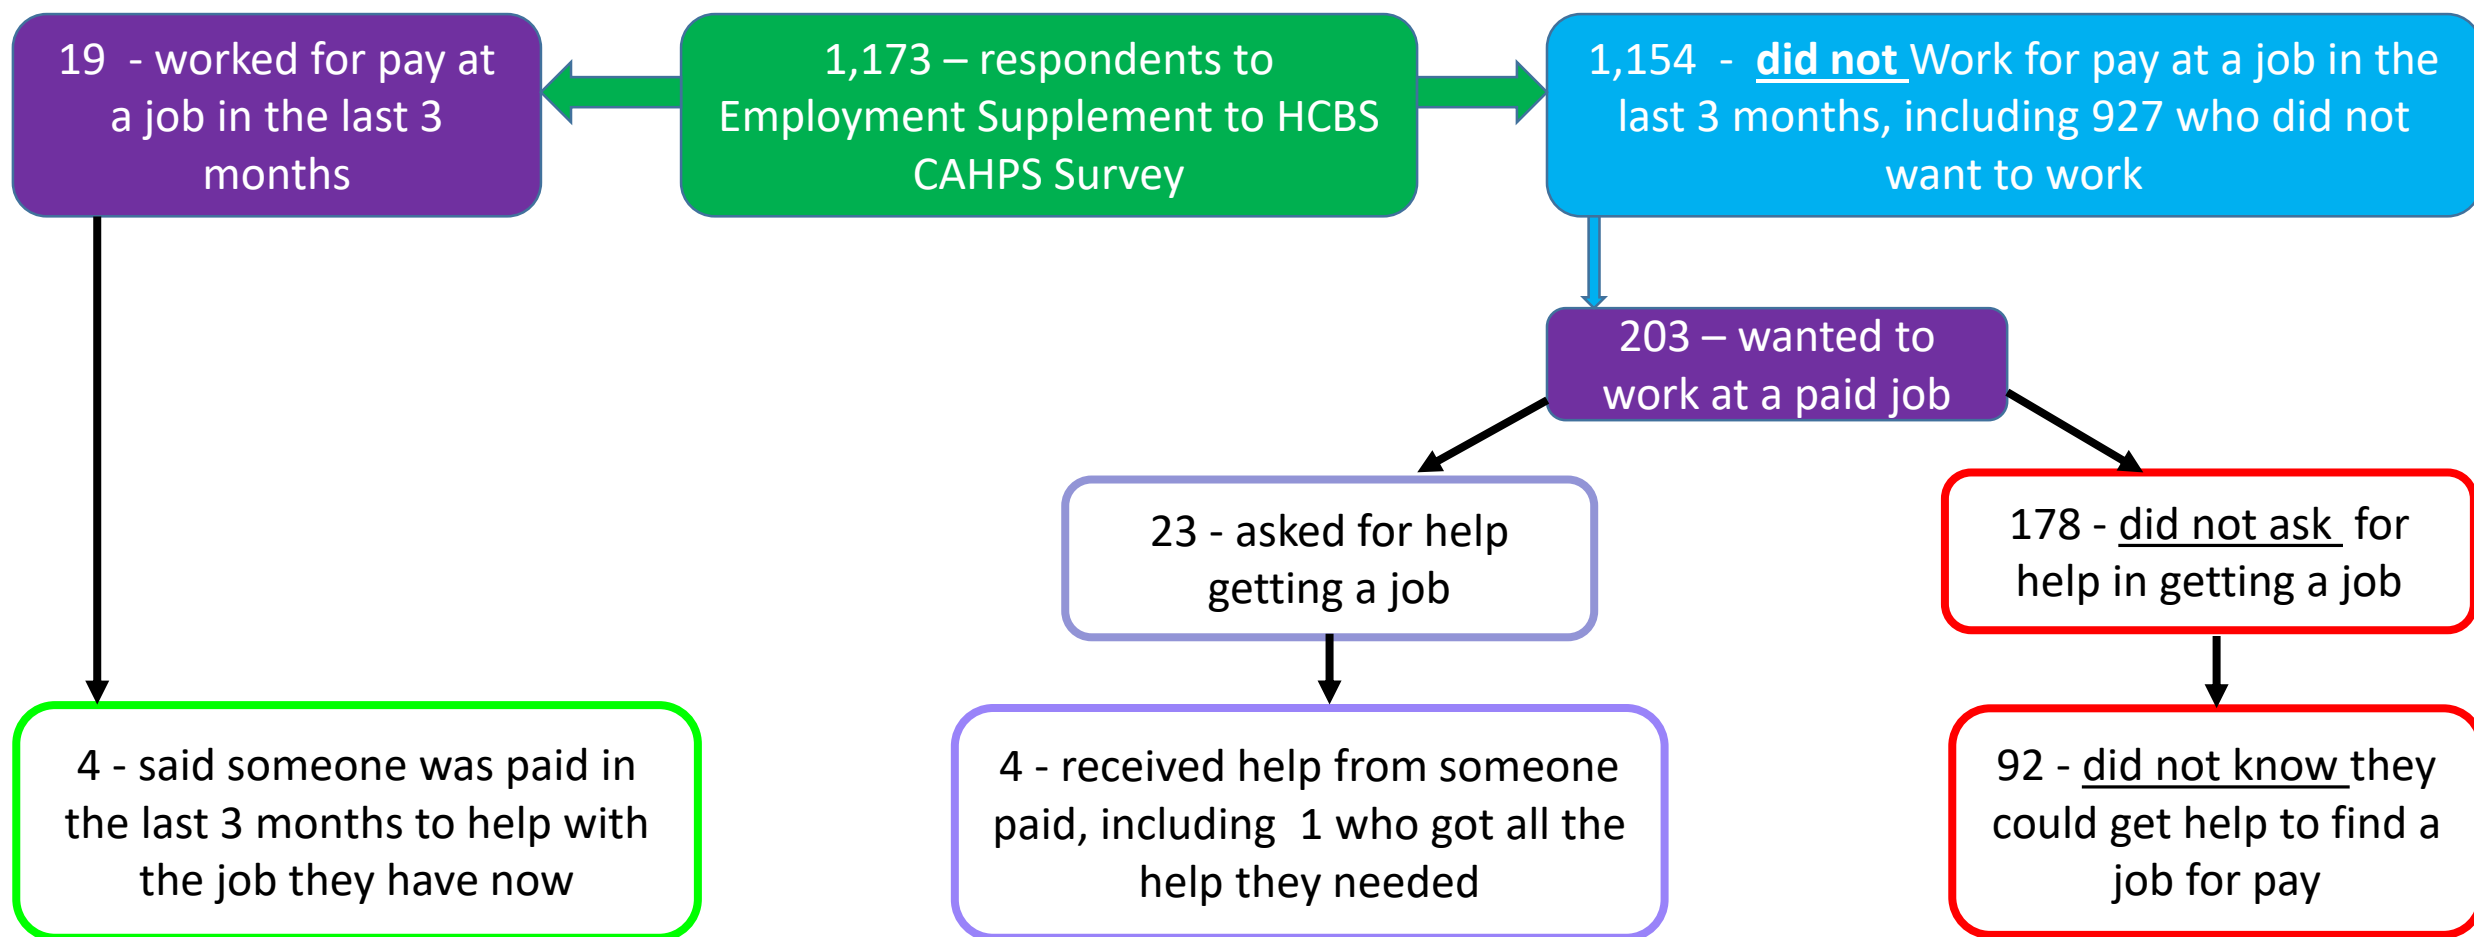 19 - worked for pay at
a job in the last 3
months
1,173 – respondents to
Employment Supplement to HCBS
CAHPS Survey
1,154 - did not Work for pay at a job in the
last 3 months, including 927 who did not
want to work
203 – wanted to
work at a paid job
23 - asked for help
getting a job
178 - did not ask for
help in getting a job
4 - said someone was paid in
the last 3 months to help with
the job they have now
4 - received help from someone
paid, including 1 who got all the
help they needed
92 - did not know they
could get help to find a
job for pay